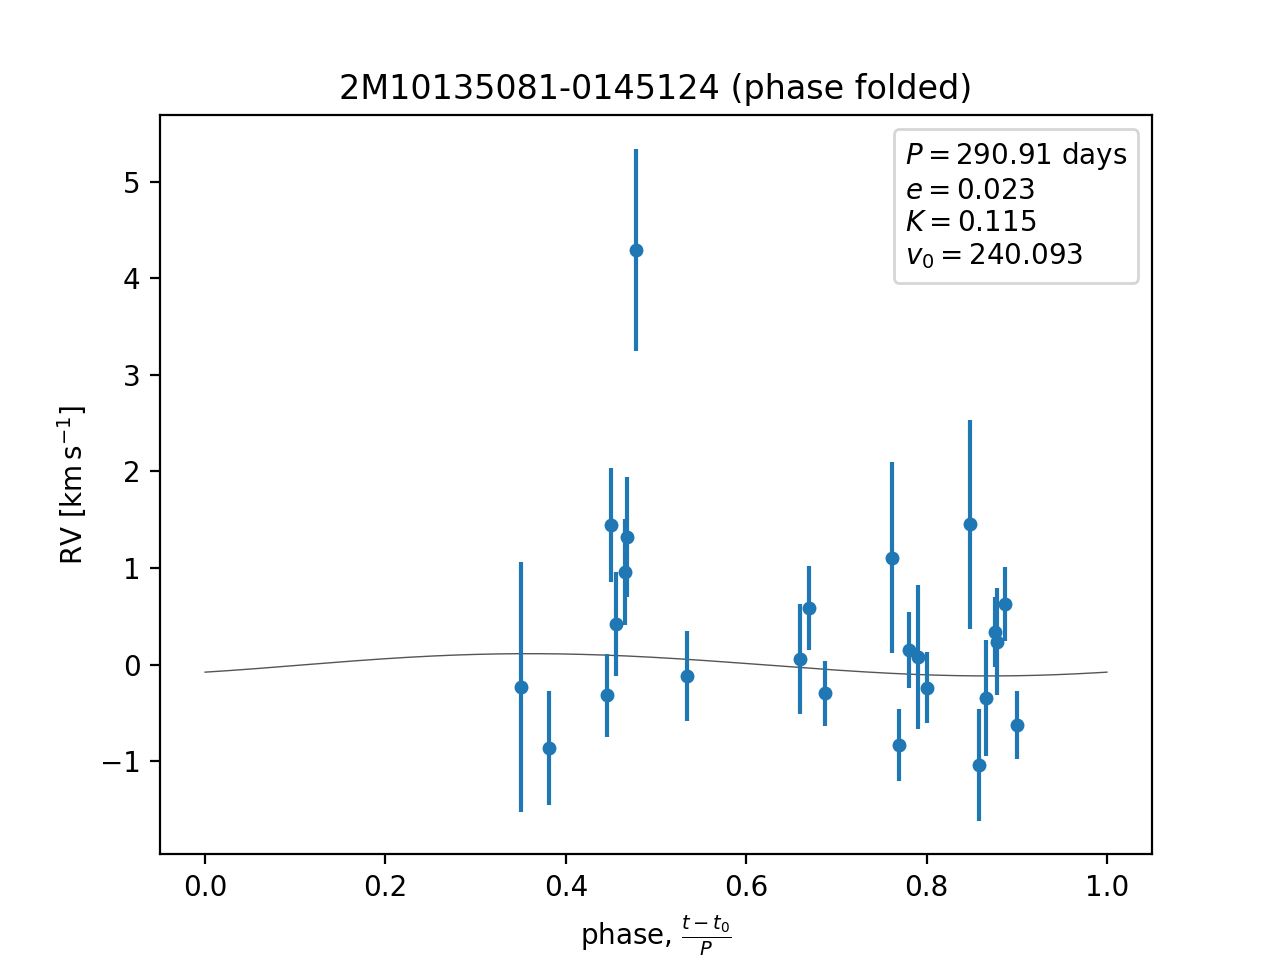 2M10135081-0145124 (phase folded)
P = 290.91 days
e = 0.023
K = 0.115
v₀ = 240.093
RV [km s⁻¹]
5
4
3
2
1
0
−1
0.0 0.2 0.4 0.6 0.8 1.0
phase, (t − t₀)/P